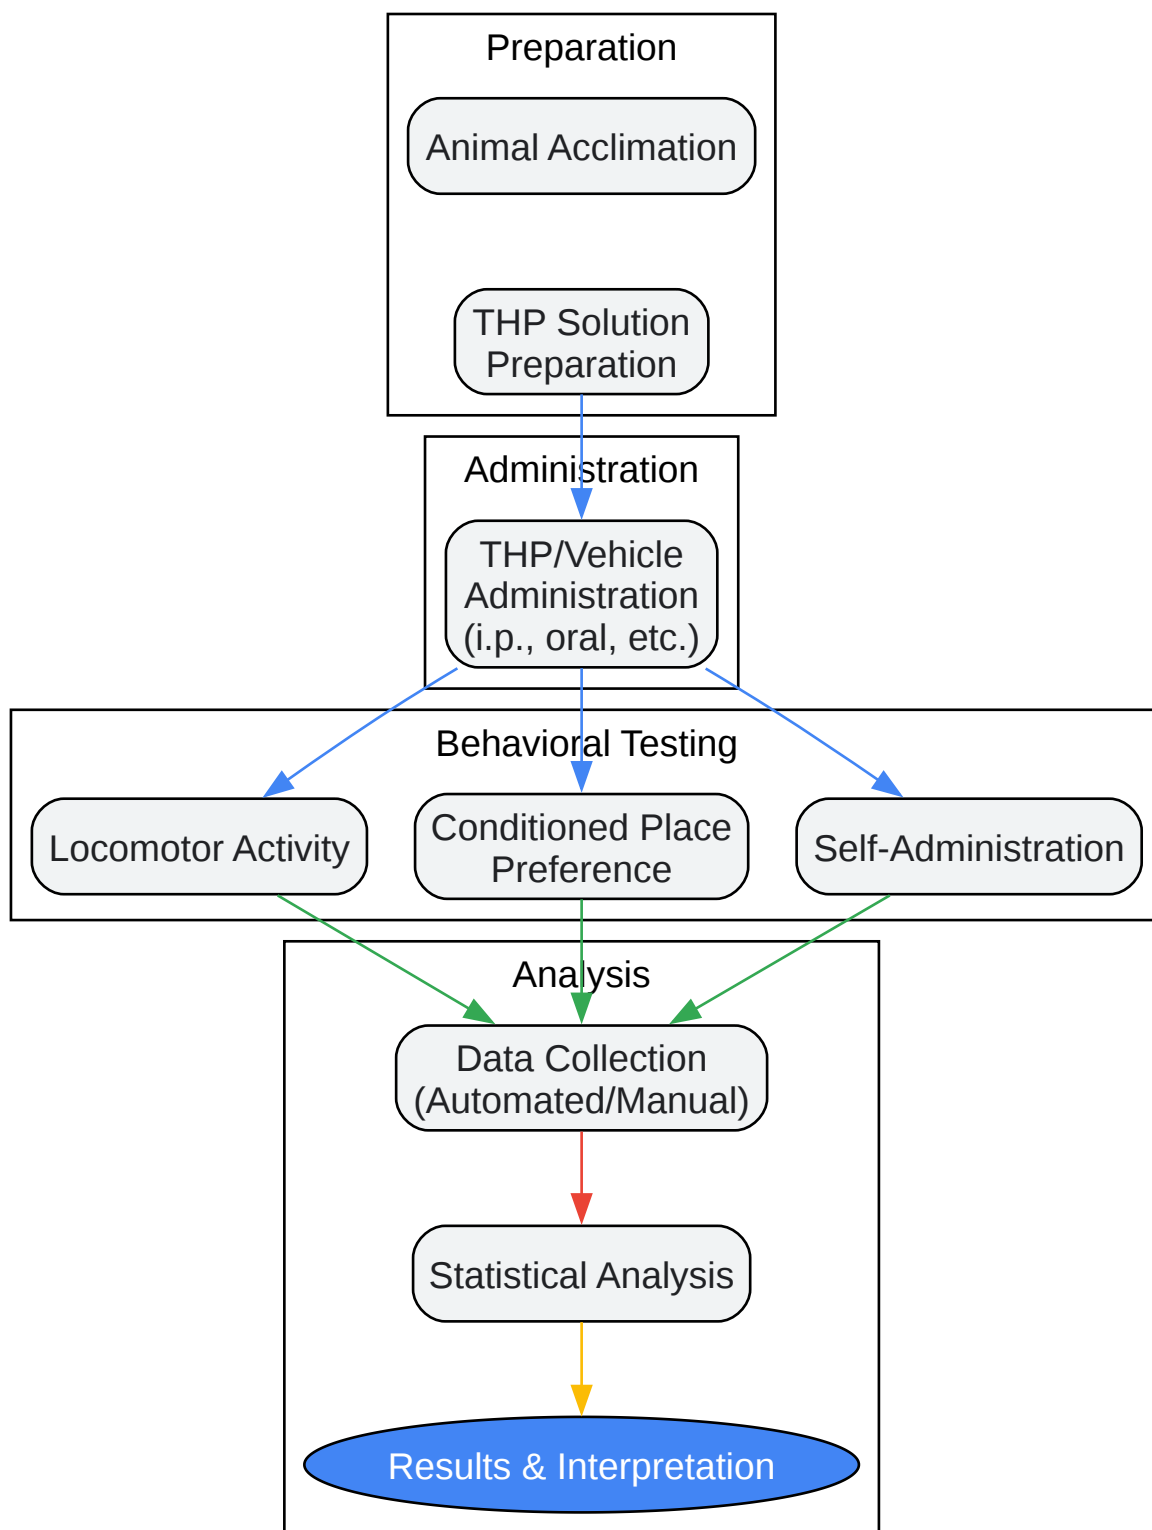 Preparation
Animal Acclimation
THP Solution
Preparation
Administration
THP/Vehicle
Administration
(i.p., oral, etc.)
Behavioral Testing
Locomotor Activity
Conditioned Place
Preference
Self-Administration
Analysis
Data Collection
(Automated/Manual)
Statistical Analysis
Results & Interpretation